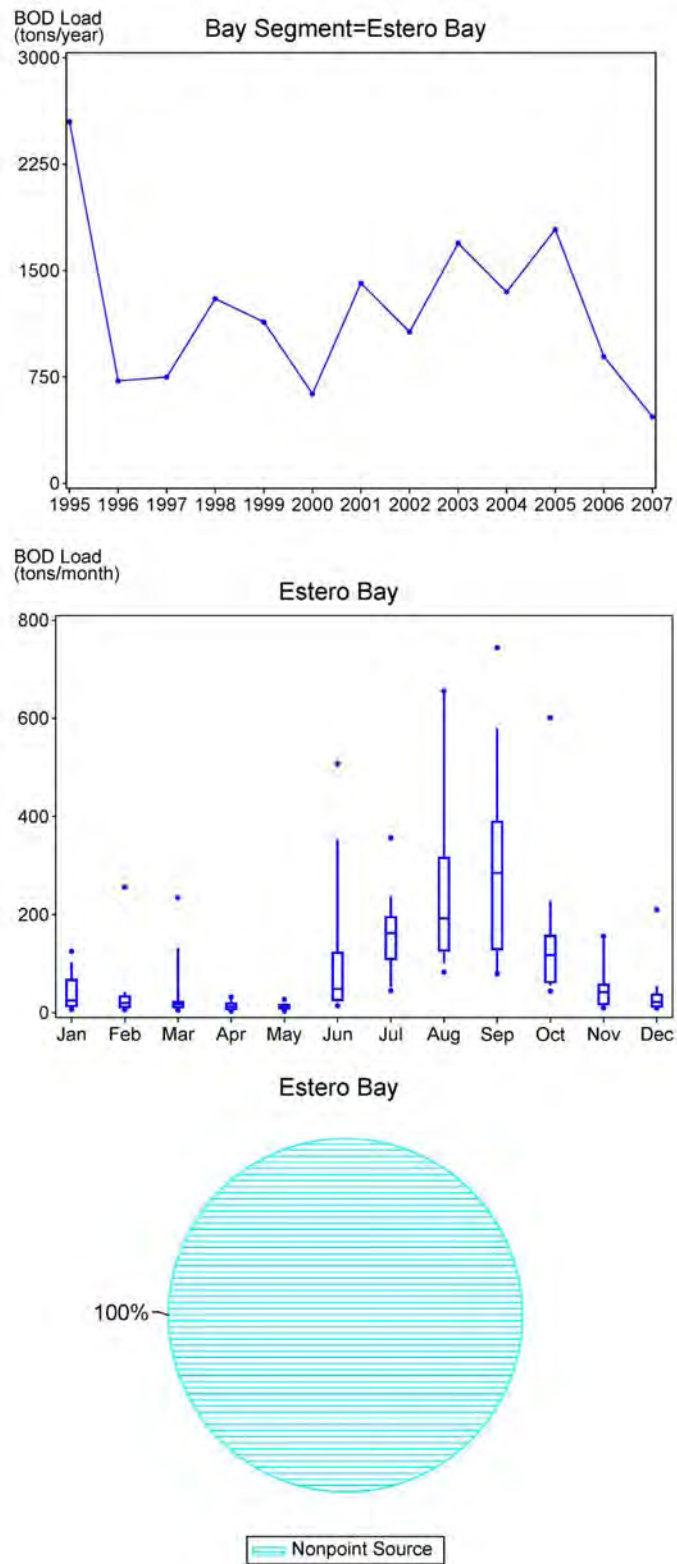 BOD Load
(tons/year)
Bay Segment=Estero Bay
3000
2250
1500
750
0
1995 1996 1997 1998 1999 2000 2001 2002 2003 2004 2005 2006 2007
BOD Load
(tons/month)
Estero Bay
800
600
400
200
0
Jan Feb Mar Apr May Jun Jul Aug Sep Oct Nov Dec
Estero Bay
100%
Nonpoint Source